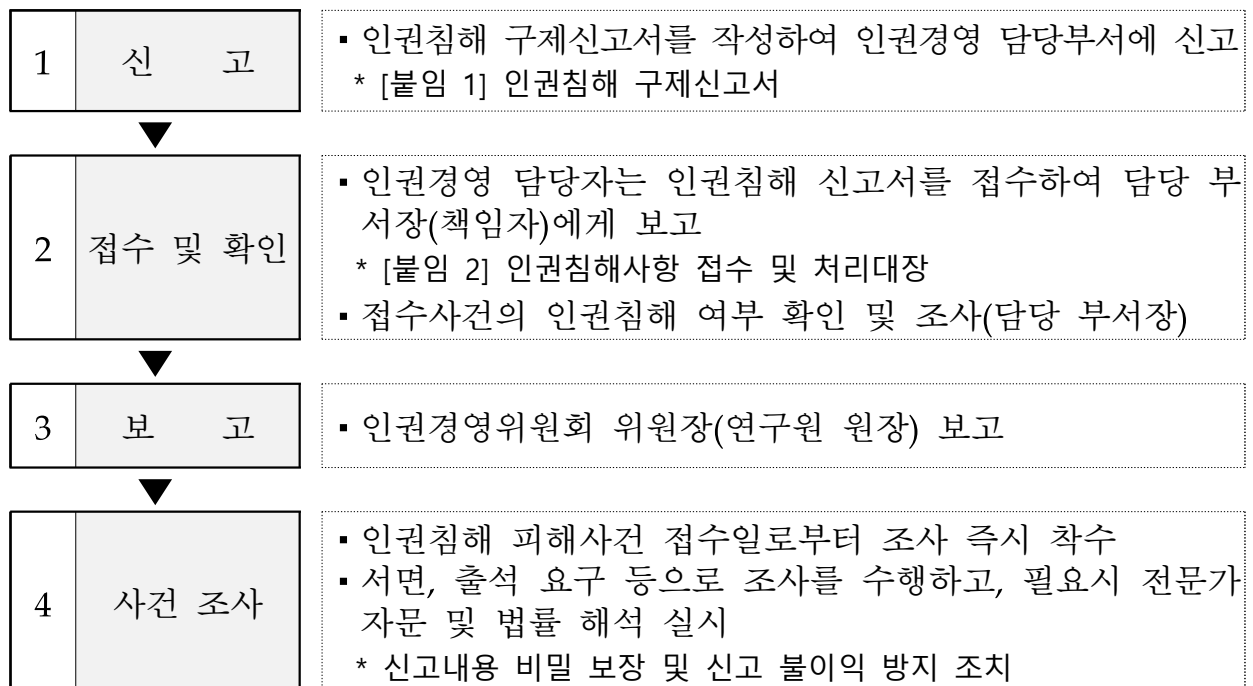 1 신 고
▪ 인권침해 구제신고서를 작성하여 인권경영 담당부서에 신고
* [붙임 1] 인권침해 구제신고서
▼
2 접수 및 확인
▪ 인권경영 담당자는 인권침해 신고서를 접수하여 담당 부
서장(책임자)에게 보고
* [붙임 2] 인권침해사항 접수 및 처리대장
▪ 접수사건의 인권침해 여부 확인 및 조사(담당 부서장)
▼
3 보 고
▪ 인권경영위원회 위원장(연구원 원장) 보고
▼
4 사건 조사
▪ 인권침해 피해사건 접수일로부터 조사 즉시 착수
▪ 서면, 출석 요구 등으로 조사를 수행하고, 필요시 전문가
자문 및 법률 해석 실시
* 신고내용 비밀 보장 및 신고 불이익 방지 조치